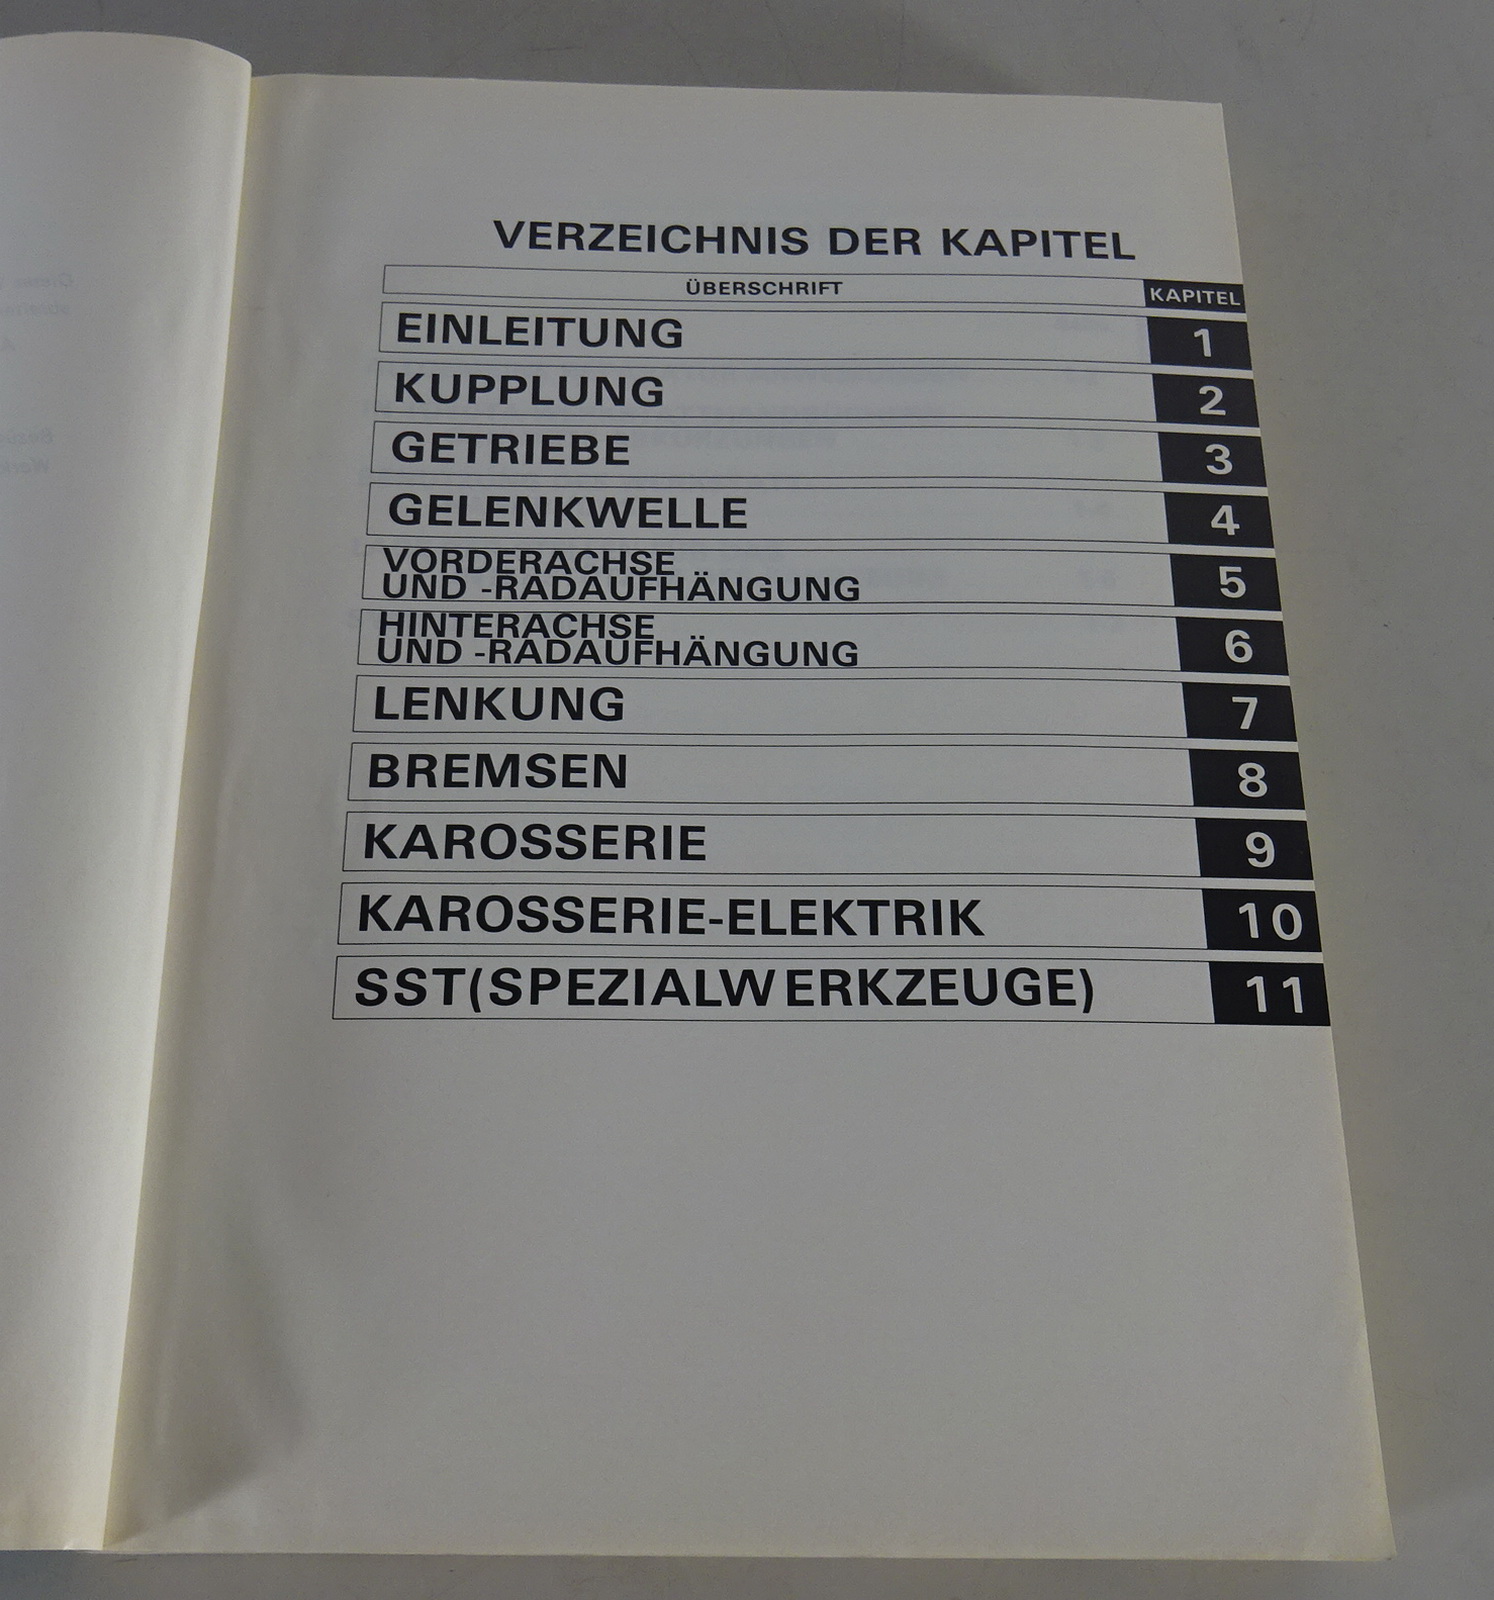 VERZEICHNIS DER KAPITEL
ÜBERSCHRIFT KAPITEL
EINLEITUNG 1
KUPPLUNG 2
GETRIEBE 3
GELENKWELLE 4
VORDERACHSE
UND -RADAUFHÄNGUNG 5
HINTERACHSE
UND -RADAUFHÄNGUNG 6
LENKUNG 7
BREMSEN 8
KAROSSERIE 9
KAROSSERIE-ELEKTRIK 10
SST(SPEZIALWERKZEUGE) 11